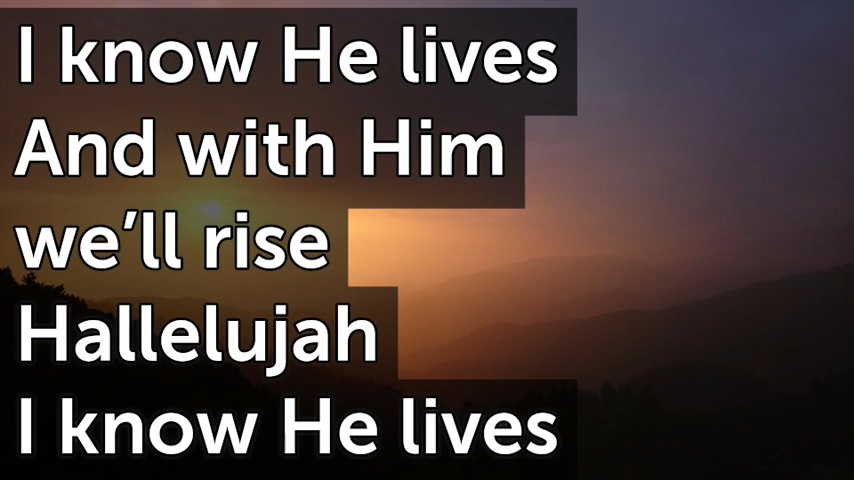 I know He lives
And with Him
we’ll rise
Hallelujah
I know He lives